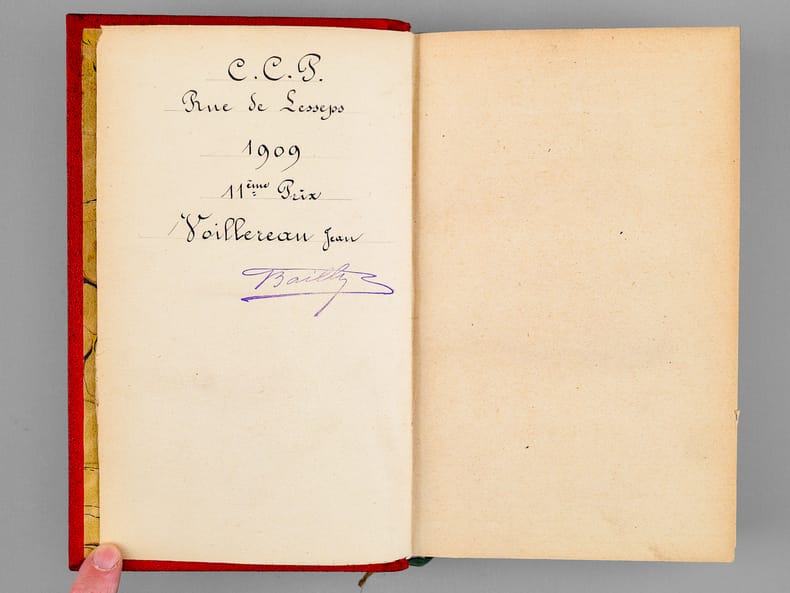 C. C. P.
Rue de Lesseps
1909
11ème Prix
Voillereau Jean
Bailly